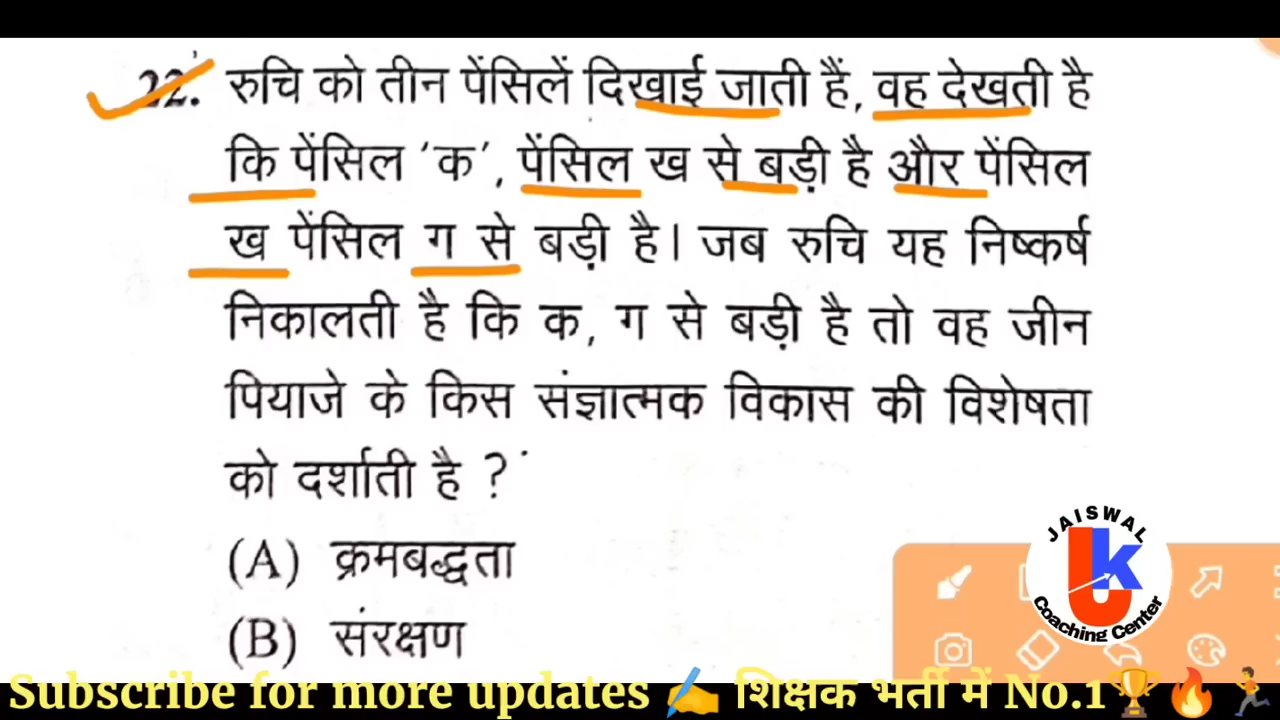 22. रुचि को तीन पेंसिलें दिखाई जाती हैं, वह देखती है
कि पेंसिल 'क', पेंसिल ख से बड़ी है और पेंसिल
ख पेंसिल ग से बड़ी है। जब रुचि यह निष्कर्ष
निकालती है कि क, ग से बड़ी है तो वह जीन
पियाजे के किस संज्ञात्मक विकास की विशेषता
को दर्शाती है ?
(A) क्रमबद्धता
(B) संरक्षण
JAISWAL
UK
Coaching Center
Subscribe for more updates ✍️ शिक्षक भर्ती में No.1🏆🔥🏃